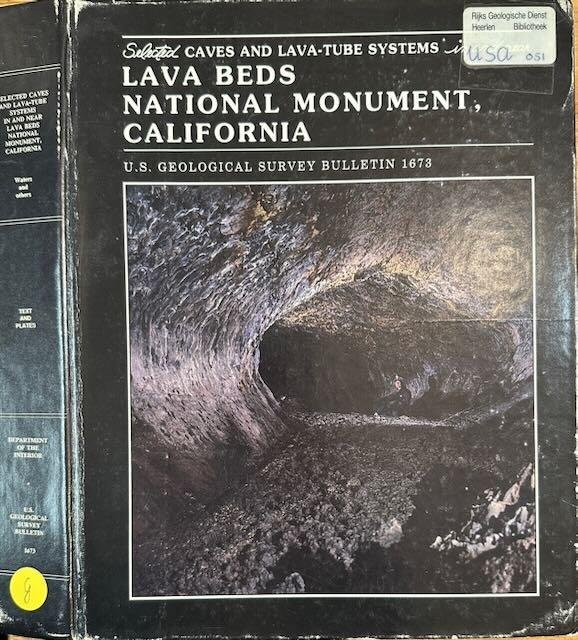 SELECTED CAVES
AND LAVA-TUBE
SYSTEMS
IN AND NEAR
LAVA BEDS
NATIONAL
MONUMENT,
CALIFORNIA
Waters
and
others
TEXT
AND
PLATES
DEPARTMENT
OF THE
INTERIOR
U.S.
GEOLOGICAL
SURVEY
BULLETIN
1673
8
Selected CAVES AND LAVA-TUBE SYSTEMS in
LAVA BEDS
NATIONAL MONUMENT,
CALIFORNIA
U.S. GEOLOGICAL SURVEY BULLETIN 1673
Rijks Geologische Dienst
Heerlen Bibliotheek
USA 051